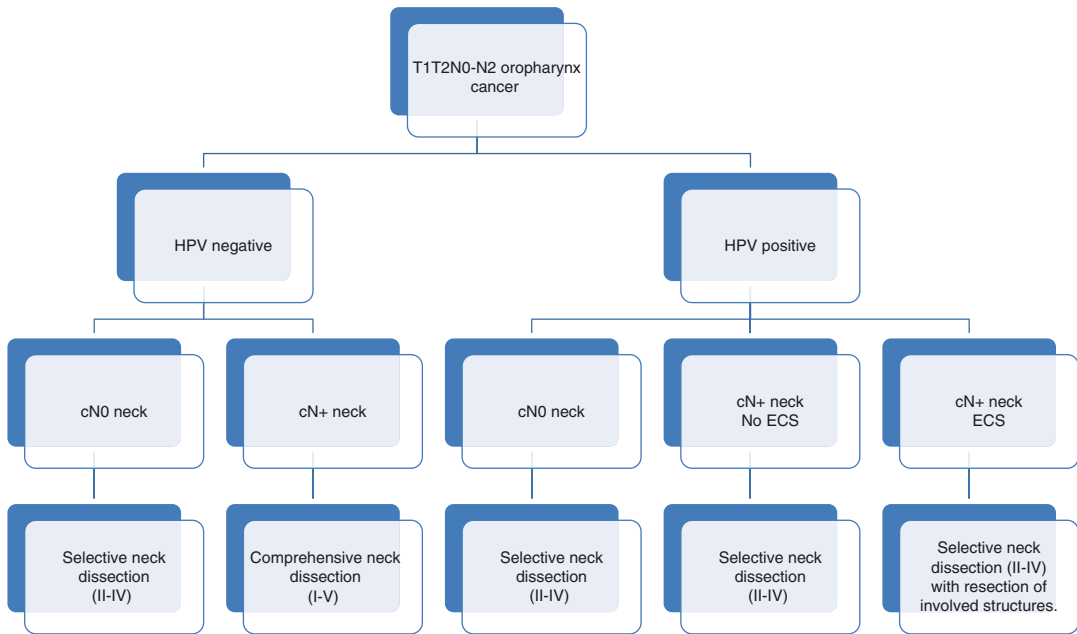 T1T2N0-N2 oropharynx
cancer
HPV negative
HPV positive
cN0 neck
cN+ neck
cN0 neck
cN+ neck
No ECS
cN+ neck
ECS
Selective neck
dissection
(II-IV)
Comprehensive neck
dissection
(I-V)
Selective neck
dissection
(II-IV)
Selective neck
dissection
(II-IV)
Selective neck
dissection (II-IV)
with resection of
involved structures.